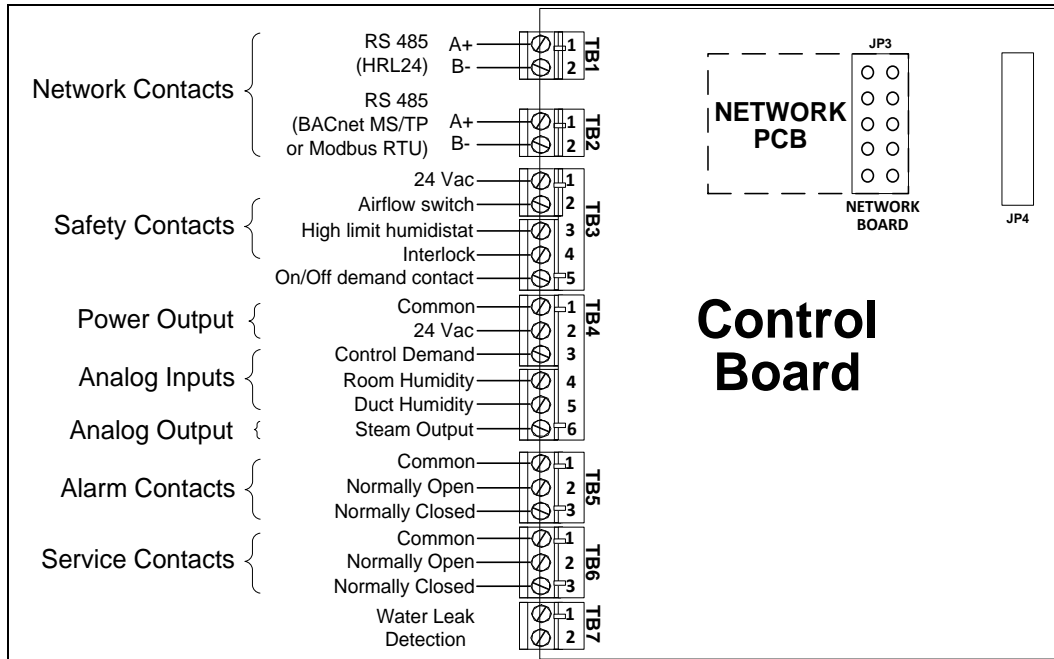 Network Contacts
RS 485 A+ 1
(HRL24) B- 2
TB1
RS 485
(BACnet MS/TP A+ 1
or Modbus RTU) B- 2
TB2
Safety Contacts
24 Vac 1
Airflow switch 2
High limit humidistat 3
Interlock 4
On/Off demand contact 5
TB3
Power Output
Common 1
24 Vac 2
Analog Inputs
Control Demand 3
Room Humidity 4
Duct Humidity 5
Analog Output
Steam Output 6
TB4
Alarm Contacts
Common 1
Normally Open 2
Normally Closed 3
TB5
Service Contacts
Common 1
Normally Open 2
Normally Closed 3
TB6
Water Leak 1
Detection 2
TB7
JP3
NETWORK
PCB
NETWORK
BOARD
JP4
Control
Board